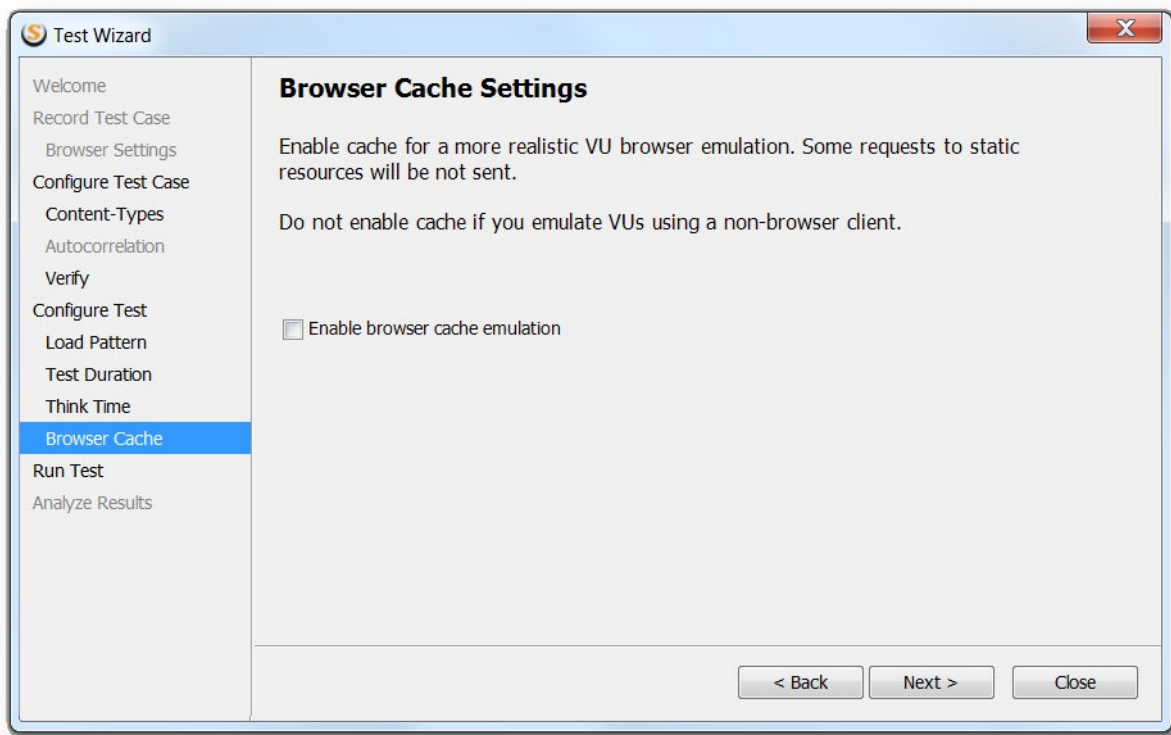 Test Wizard
X
Welcome
Record Test Case
Browser Settings
Configure Test Case
Content-Types
Autocorrelation
Verify
Configure Test
Load Pattern
Test Duration
Think Time
Browser Cache
Run Test
Analyze Results
Browser Cache Settings
Enable cache for a more realistic VU browser emulation. Some requests to static
resources will be not sent.
Do not enable cache if you emulate VUs using a non-browser client.
Enable browser cache emulation
< Back
Next >
Close